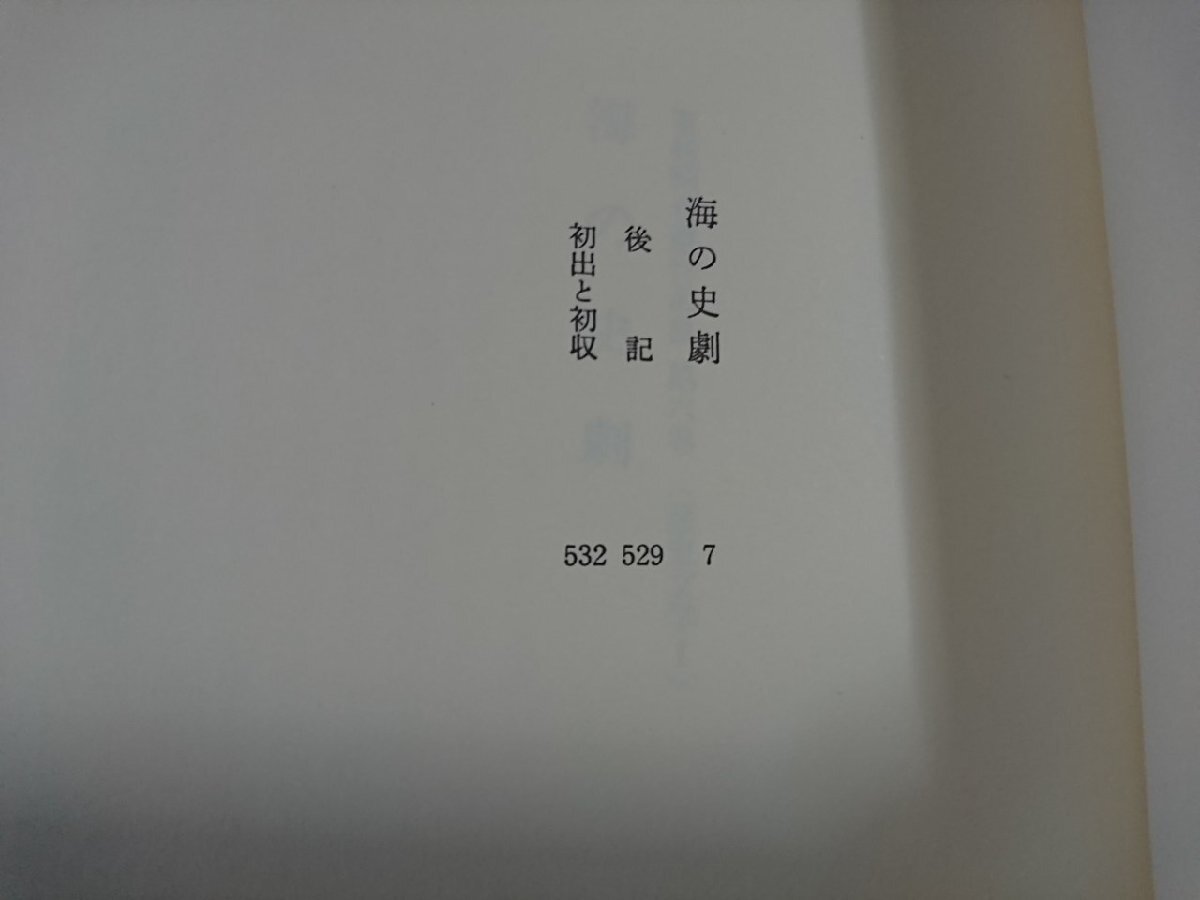 海の史劇 7
後記 529
初出と初収 532